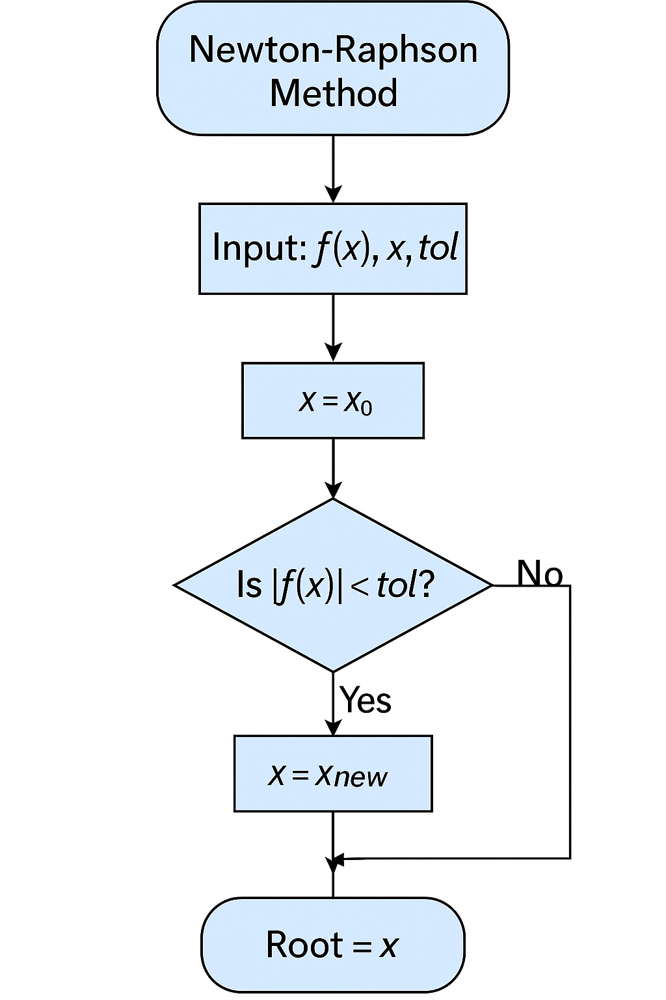 Newton-Raphson
Method
Input: f(x), x, tol
x = x₀
Is |f(x)| < tol?
No
Yes
x = xnew
Root = x